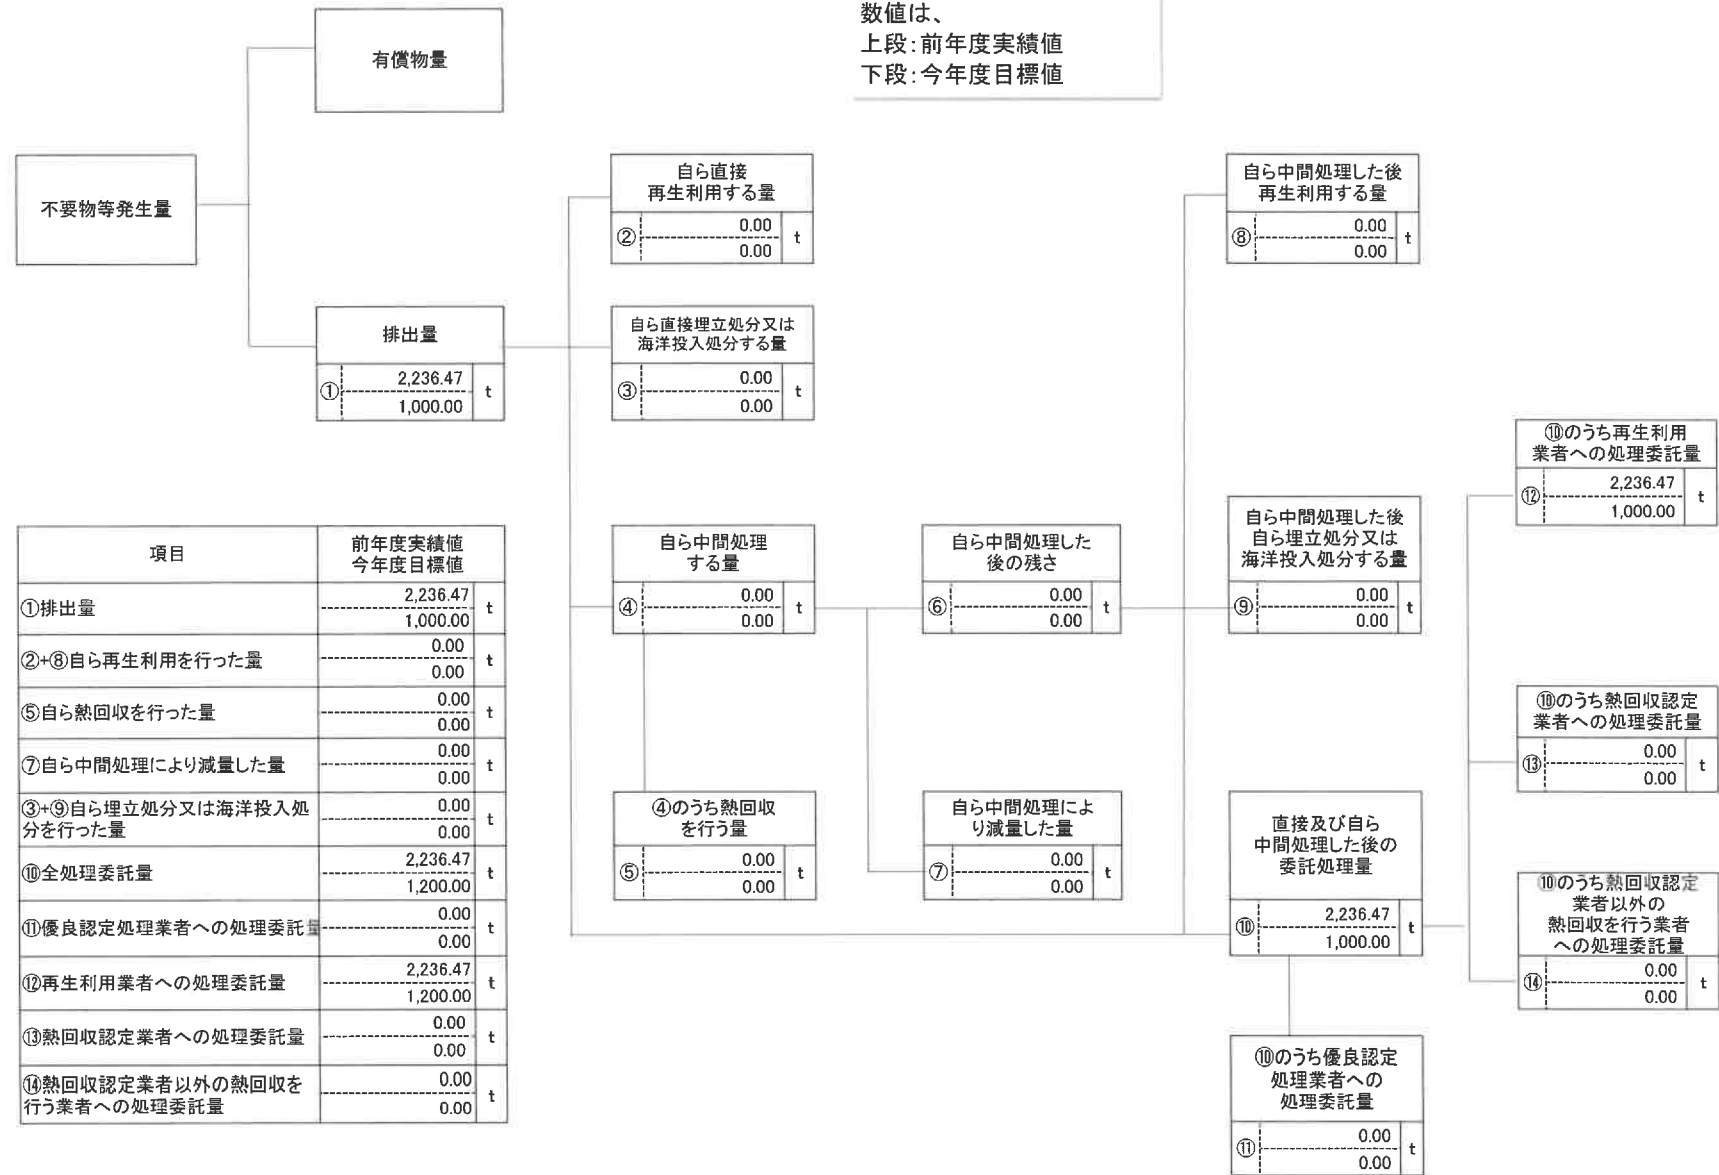 数値は、
上段:前年度実績値
下段:今年度目標値
有償物量
不要物等発生量
排出量
① 2,236.47 t
1,000.00
自ら直接
再生利用する量
② 0.00 t
0.00
自ら直接埋立処分又は
海洋投入処分する量
③ 0.00 t
0.00
自ら中間処理した後
再生利用する量
⑧ 0.00 t
0.00
自ら中間処理
する量
④ 0.00 t
0.00
自ら中間処理した
後の残さ
⑥ 0.00 t
0.00
自ら中間処理した後
自ら埋立処分又は
海洋投入処分する量
⑨ 0.00 t
0.00
④のうち熱回収
を行う量
⑤ 0.00 t
0.00
自ら中間処理によ
り減量した量
⑦ 0.00 t
0.00
直接及び自ら
中間処理した後の
委託処理量
⑩ 2,236.47 t
1,000.00
⑩のうち優良認定
処理業者への
処理委託量
⑪ 0.00 t
0.00
⑩のうち再生利用
業者への処理委託量
⑫ 2,236.47 t
1,000.00
⑩のうち熱回収認定
業者への処理委託量
⑬ 0.00 t
0.00
⑩のうち熱回収認定
業者以外の
熱回収を行う業者
への処理委託量
⑭ 0.00 t
0.00
項目 前年度実績値
今年度目標値
①排出量 2,236.47 t
1,000.00
②+⑧自ら再生利用を行った量 0.00 t
0.00
⑤自ら熱回収を行った量 0.00 t
0.00
⑦自ら中間処理により減量した量 0.00 t
0.00
③+⑨自ら埋立処分又は海洋投入処 0.00 t
分を行った量 0.00
⑩全処理委託量 2,236.47 t
1,200.00
⑪優良認定処理業者への処理委託量 0.00 t
0.00
⑫再生利用業者への処理委託量 2,236.47 t
1,200.00
⑬熱回収認定業者への処理委託量 0.00 t
0.00
⑭熱回収認定業者以外の熱回収を 0.00 t
行う業者への処理委託量 0.00